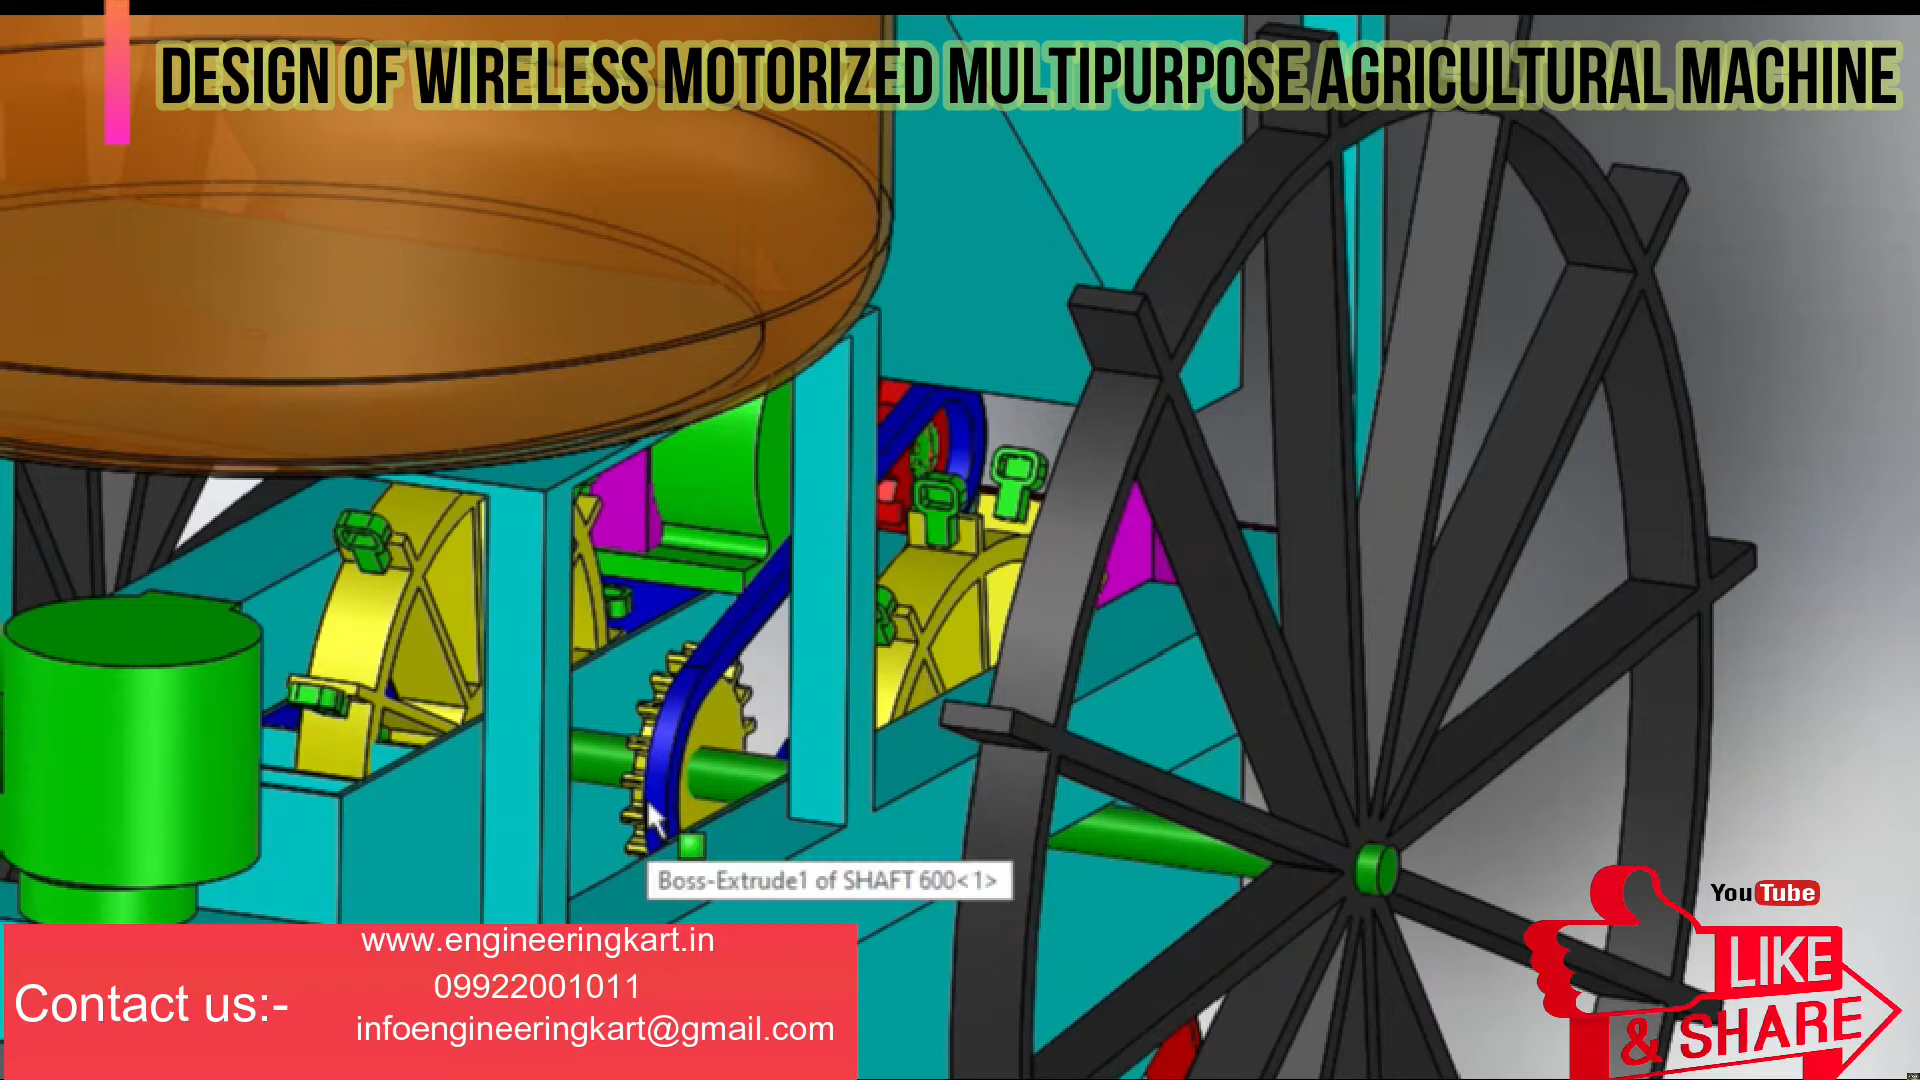 DESIGN OF WIRELESS MOTORIZED MULTIPURPOSE AGRICULTURAL MACHINE
Boss-Extrude1 of SHAFT 600<1>
Contact us:-
www.engineeringkart.in
09922001011
infoengineeringkart@gmail.com
YouTube
LIKE
& SHARE